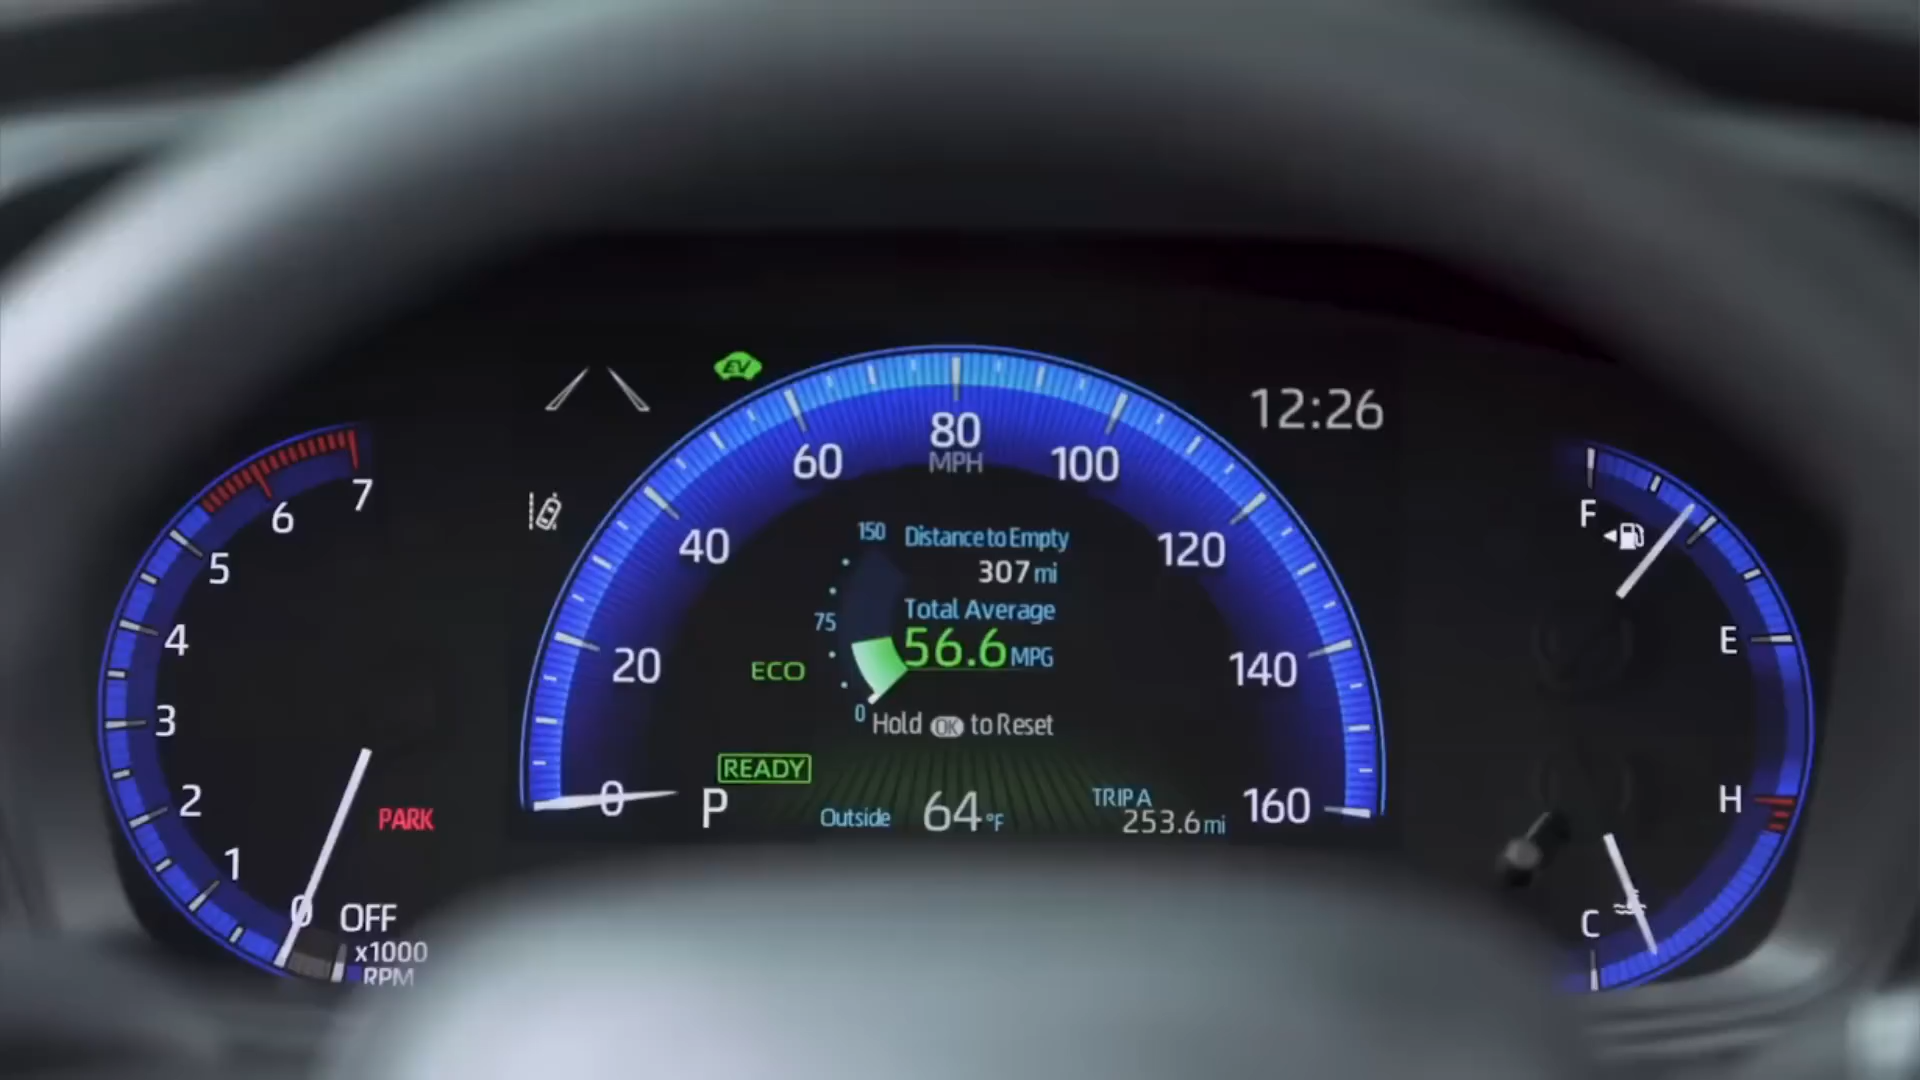 EV
12:26
7
6
5
4
3
2
1
0
OFF
x1000
RPM
PARK
0
20
40
60
80
MPH
100
120
140
160
150
75
0
Distance to Empty
307 mi
Total Average
56.6 MPG
Hold OK to Reset
ECO
READY
P
Outside 64 °F
TRIP A
253.6 mi
F
E
H
C